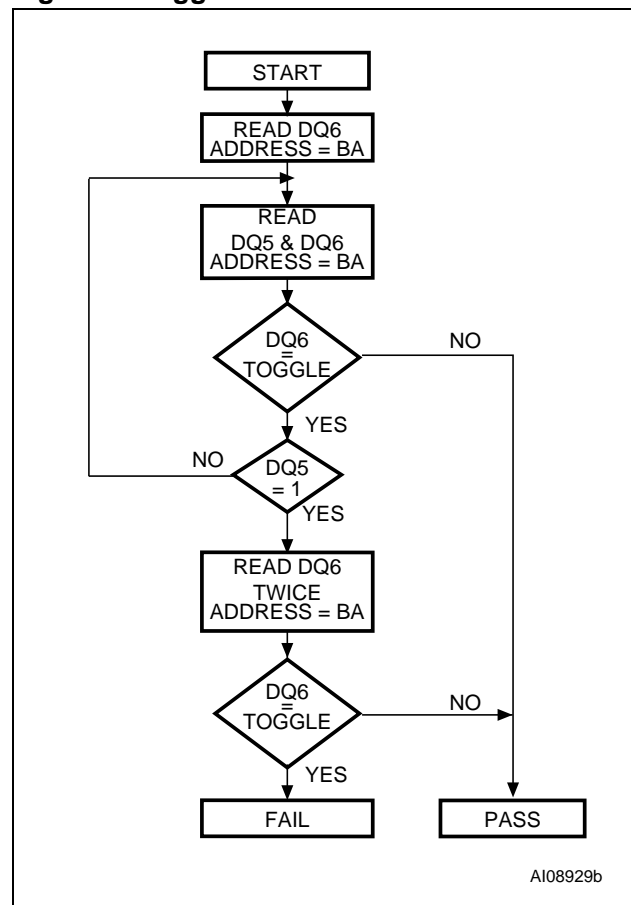 START
READ DQ6
ADDRESS = BA
READ
DQ5 & DQ6
ADDRESS = BA
DQ6
=
TOGGLE
NO
YES
NO
DQ5
= 1
YES
READ DQ6
TWICE
ADDRESS = BA
DQ6
=
TOGGLE
NO
YES
FAIL
PASS
AI08929b